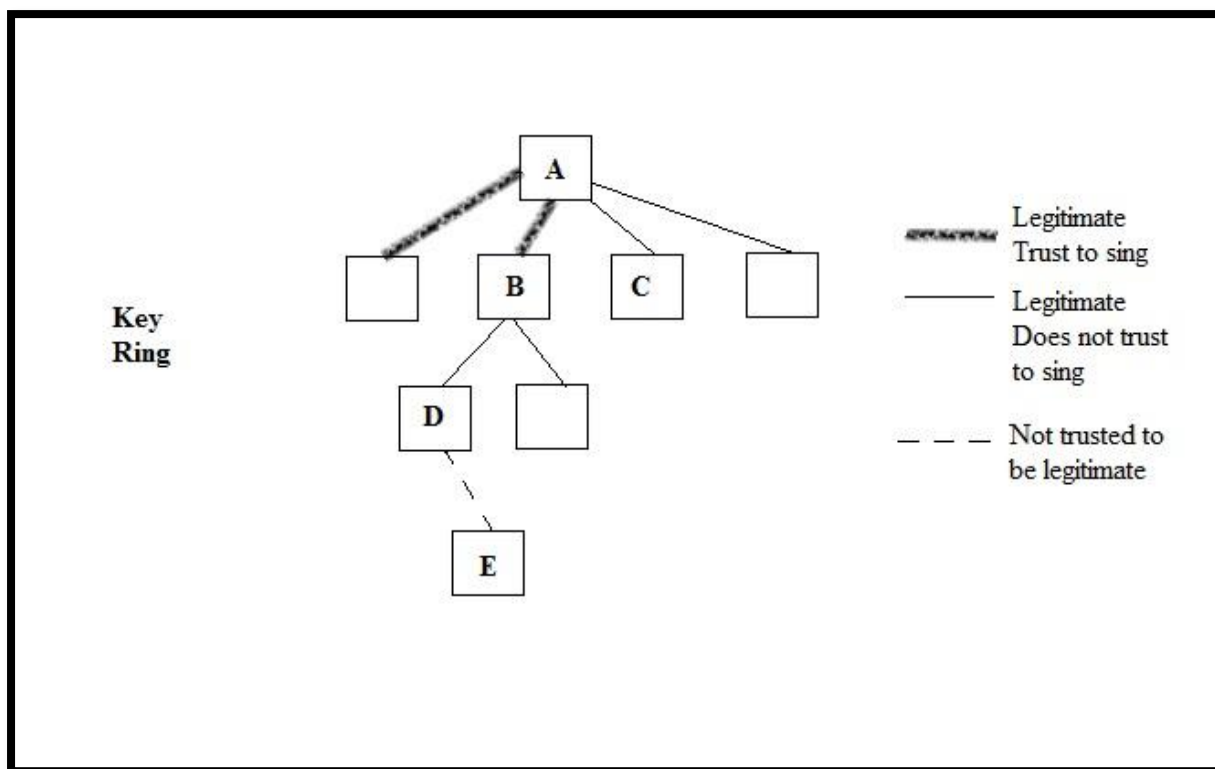 A
B
C
Key
Ring
D
E
Legitimate
Trust to sing
Legitimate
Does not trust
to sing
Not trusted to
be legitimate